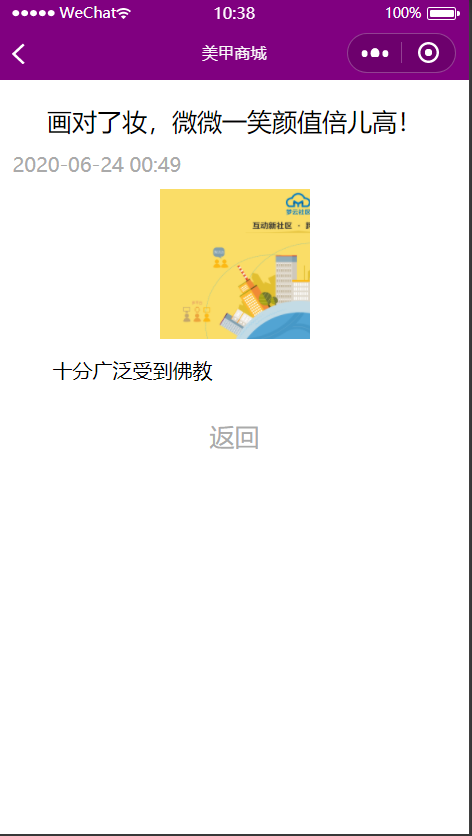 WeChat 10:38 100%
美甲商城
画对了妆，微微一笑颜值倍儿高！
2020-06-24 00:49
梦云社区
互动新社区 ·
十分广泛受到佛教
返回